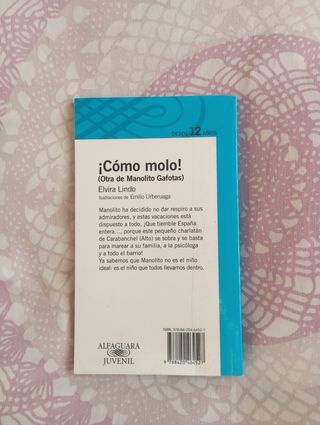 DESDE 12 AÑOS
¡Cómo molo!
(Otra de Manolito Gafotas)
Elvira Lindo
Ilustraciones de Emilio Urberuaga
Manolito ha decidido no dar respiro a sus
admiradores, y estas vacaciones está
dispuesto a todo. ¡Que tiemble España
entera..., porque este pequeño charlatán
de Carabanchel (Alto) se sobra y se basta
para marear a su familia, a la psicóloga
y a todo el barrio!
Ya sabemos que Manolito no es el niño
ideal: es el niño que todos llevamos dentro.
ALFAGUARA
JUVENIL